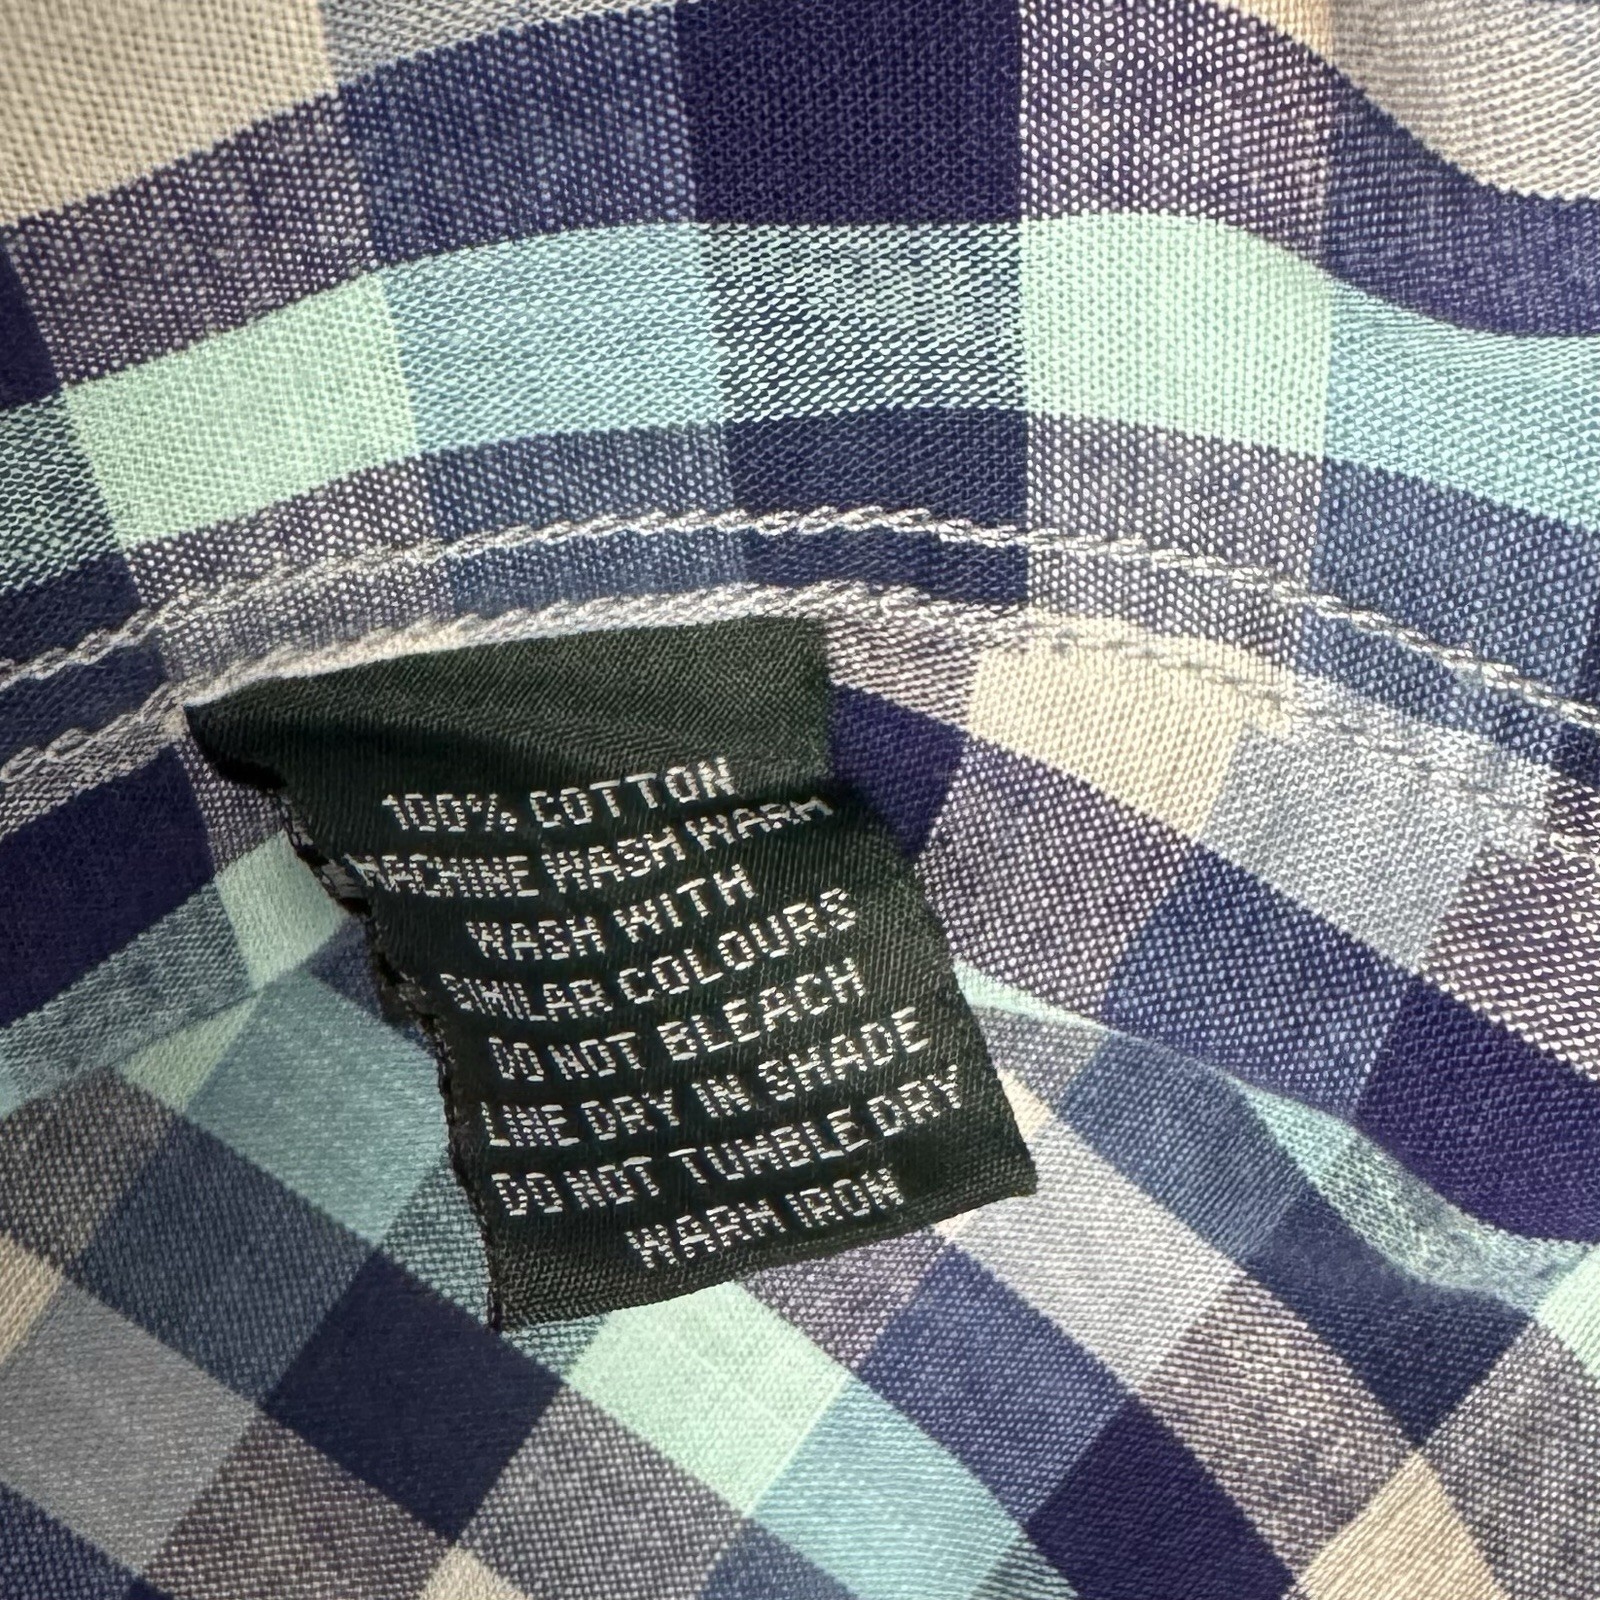 100% COTTON
MACHINE WASH WARM
WASH WITH
SIMILAR COLOURS
DO NOT BLEACH
LINE DRY IN SHADE
DO NOT TUMBLE DRY
WARM IRON